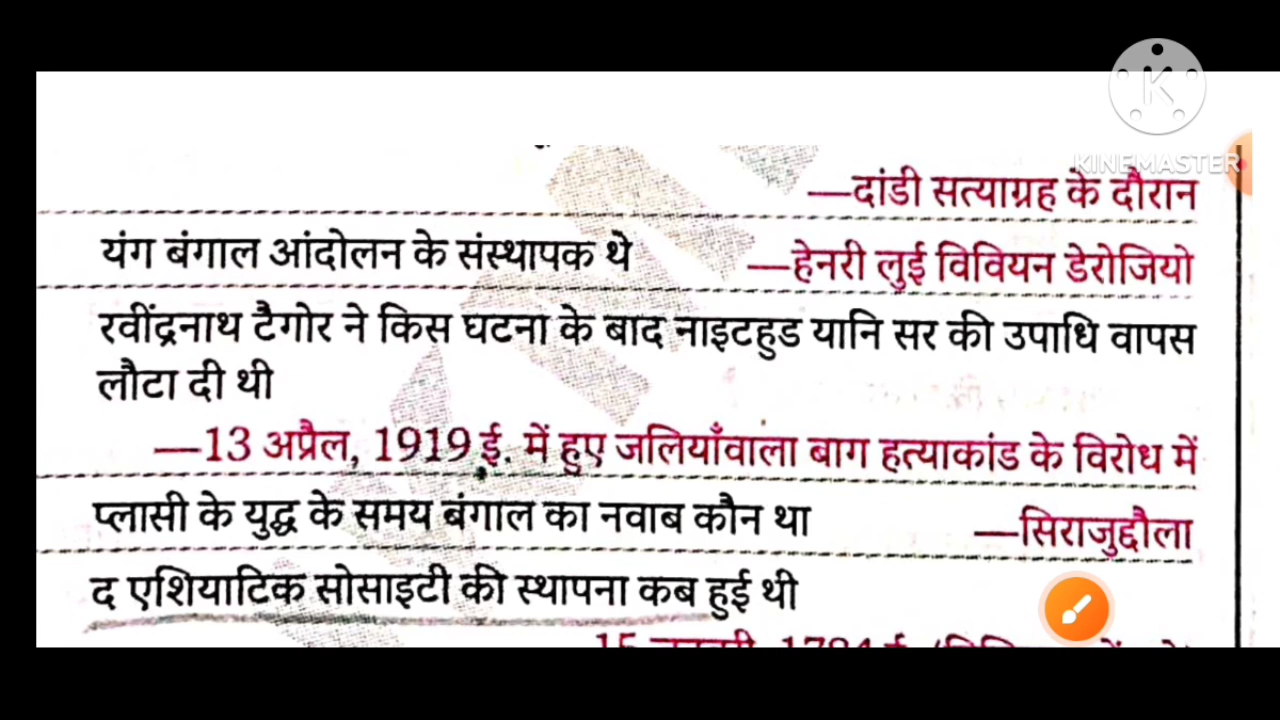 KINEMASTER
—दांडी सत्याग्रह के दौरान
यंग बंगाल आंदोलन के संस्थापक थे —हेनरी लुई विवियन डेरोजियो
रवींद्रनाथ टैगोर ने किस घटना के बाद नाइटहुड यानि सर की उपाधि वापस
लौटा दी थी
—13 अप्रैल, 1919 ई. में हुए जलियाँवाला बाग हत्याकांड के विरोध में
प्लासी के युद्ध के समय बंगाल का नवाब कौन था —सिराजुद्दौला
द एशियाटिक सोसाइटी की स्थापना कब हुई थी